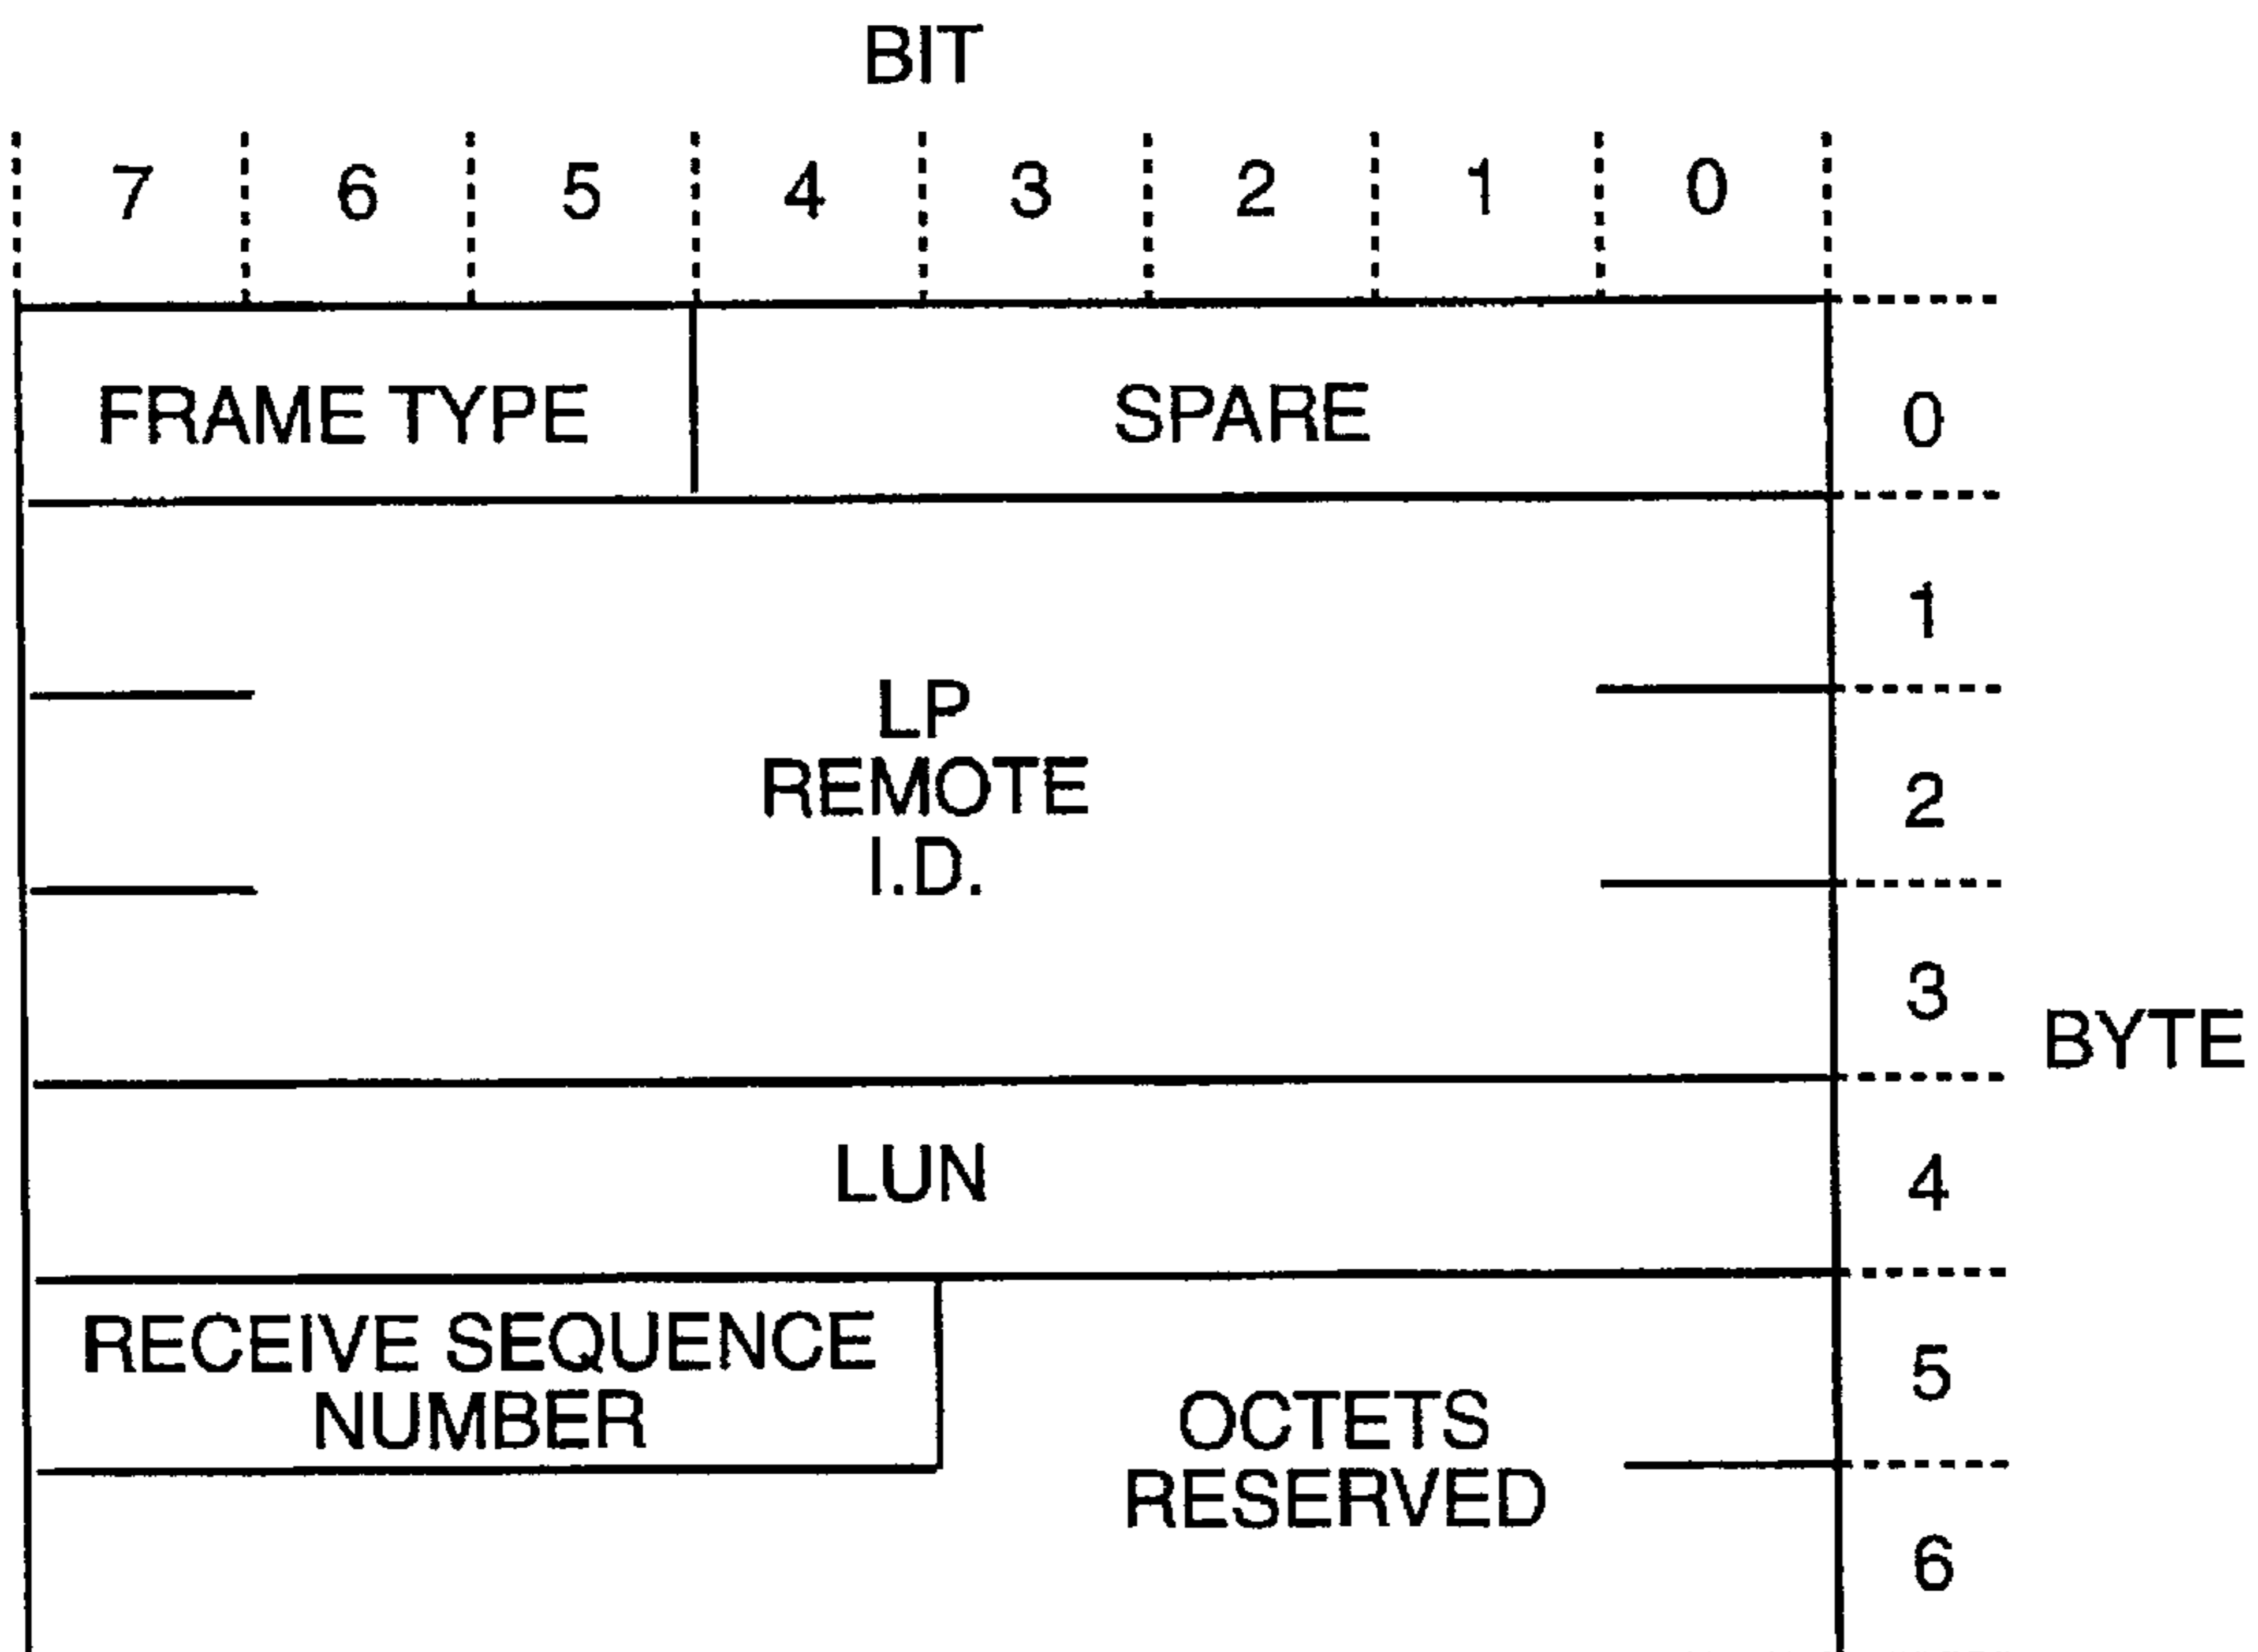 BIT
7 6 5 4 3 2 1 0
FRAME TYPE SPARE 0
1
LP
REMOTE
I.D.
2
3
BYTE
LUN 4
RECEIVE SEQUENCE
NUMBER
5
OCTETS
RESERVED
6